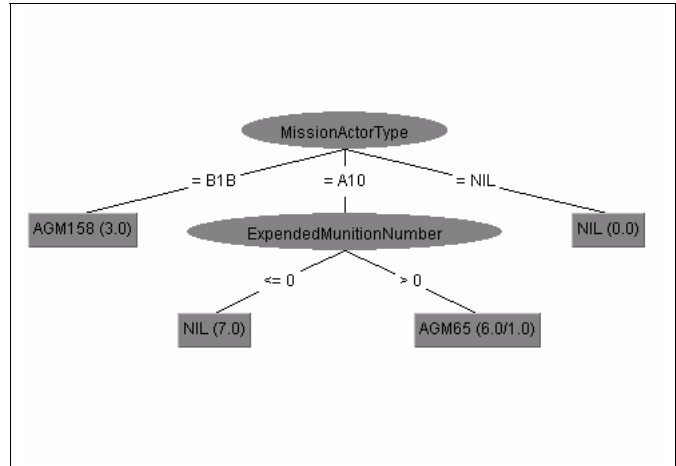 MissionActorType
= B1B
= A10
= NIL
AGM158 (3.0)
ExpendedMunitionNumber
NIL (0.0)
<= 0
> 0
NIL (7.0)
AGM65 (6.0/1.0)